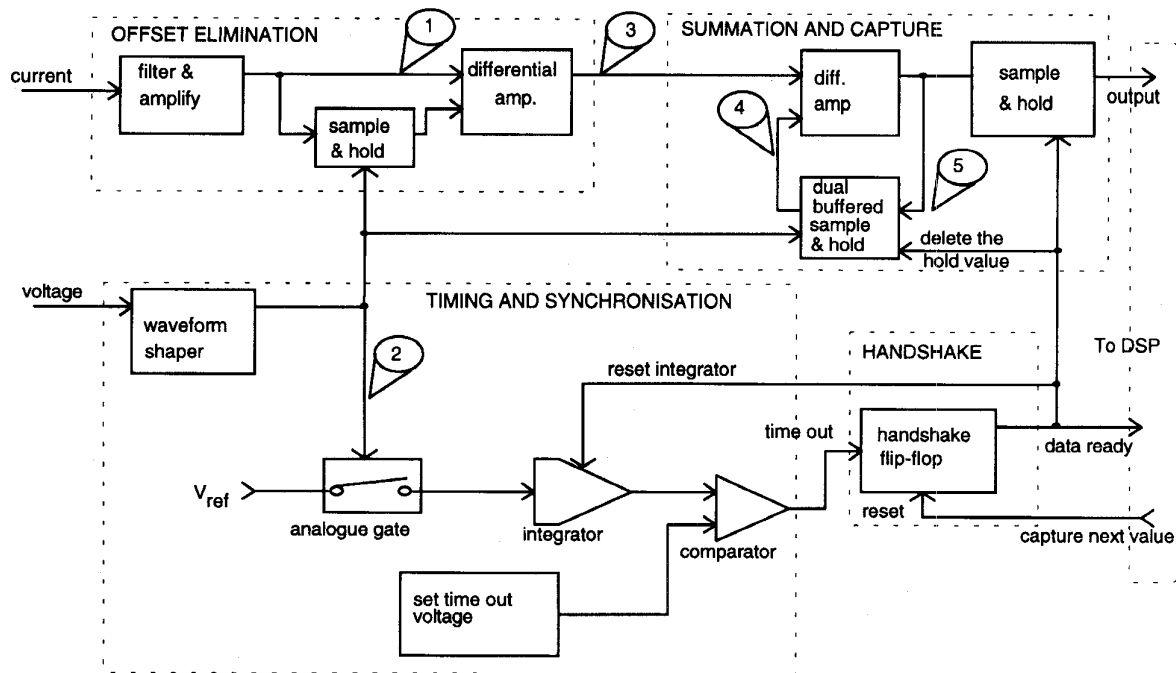 OFFSET ELIMINATION
1
3
SUMMATION AND CAPTURE
current
filter &
amplify
differential
amp.
diff.
amp
sample
& hold
output
4
sample
& hold
5
dual
buffered
sample
& hold
delete the
hold value
voltage
TIMING AND SYNCHRONISATION
waveform
shaper
2
HANDSHAKE
To DSP
reset integrator
time out
handshake
flip-flop
data ready
Vref
reset
analogue gate
integrator
comparator
capture next value
set time out
voltage